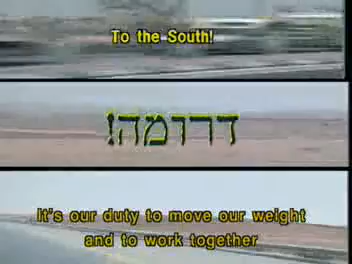 To the South!
דרומה!
It's our duty to move our weight
and to work together